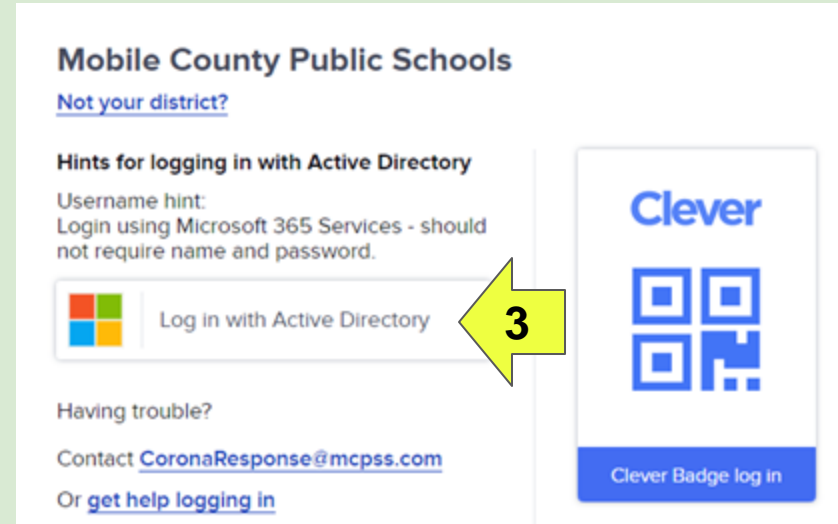 Mobile County Public Schools
Not your district?
Hints for logging in with Active Directory
Username hint:
Login using Microsoft 365 Services - should
not require name and password.
Log in with Active Directory
3
Having trouble?
Contact CoronaResponse@mcpss.com
Or get help logging in
Clever
Clever Badge log in